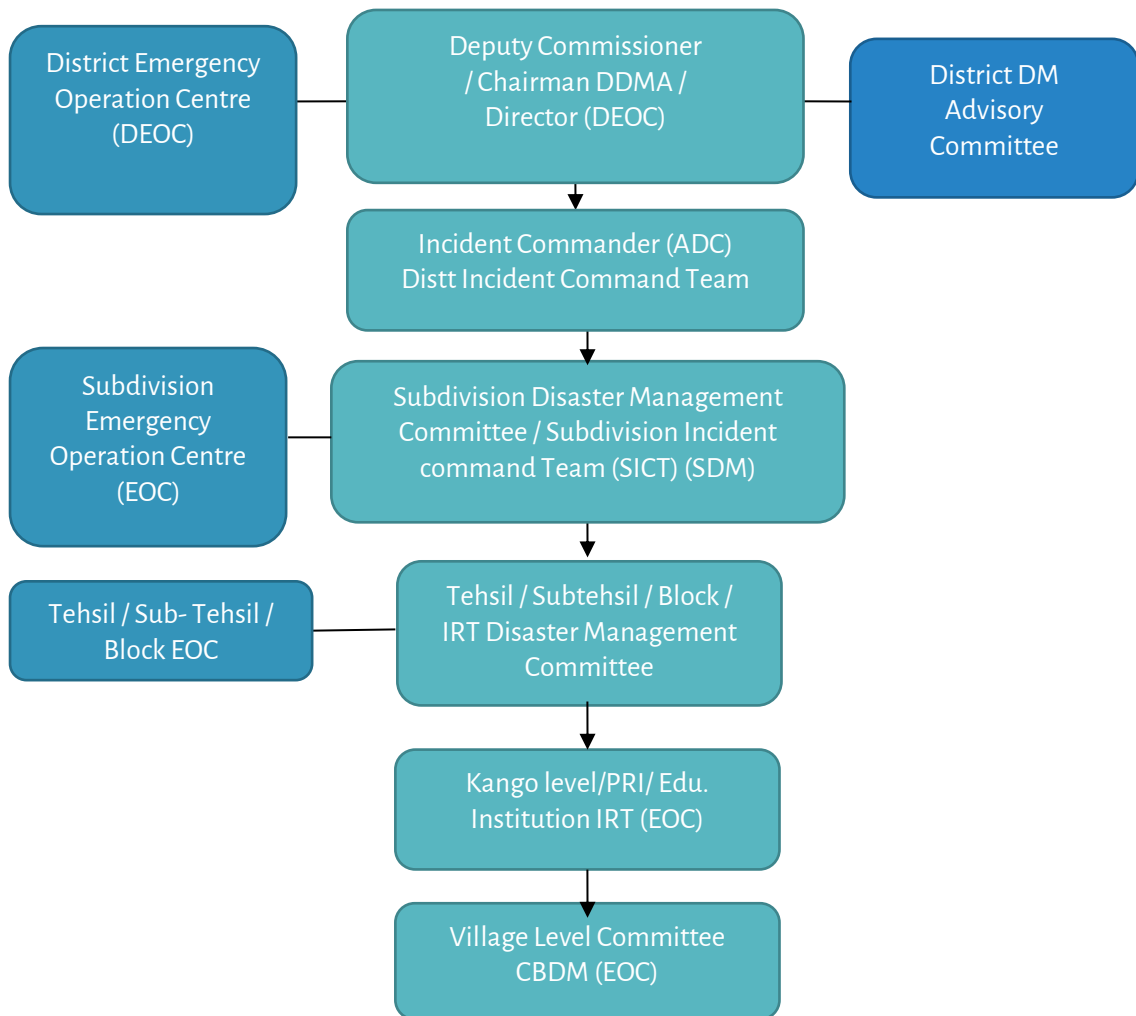 District Emergency
Operation Centre
(DEOC)
Deputy Commissioner
/ Chairman DDMA /
Director (DEOC)
District DM
Advisory
Committee
Incident Commander (ADC)
Distt Incident Command Team
Subdivision
Emergency
Operation Centre
(EOC)
Subdivision Disaster Management
Committee / Subdivision Incident
command Team (SICT) (SDM)
Tehsil / Sub- Tehsil /
Block EOC
Tehsil / Subtehsil / Block /
IRT Disaster Management
Committee
Kango level/PRI/ Edu.
Institution IRT (EOC)
Village Level Committee
CBDM (EOC)